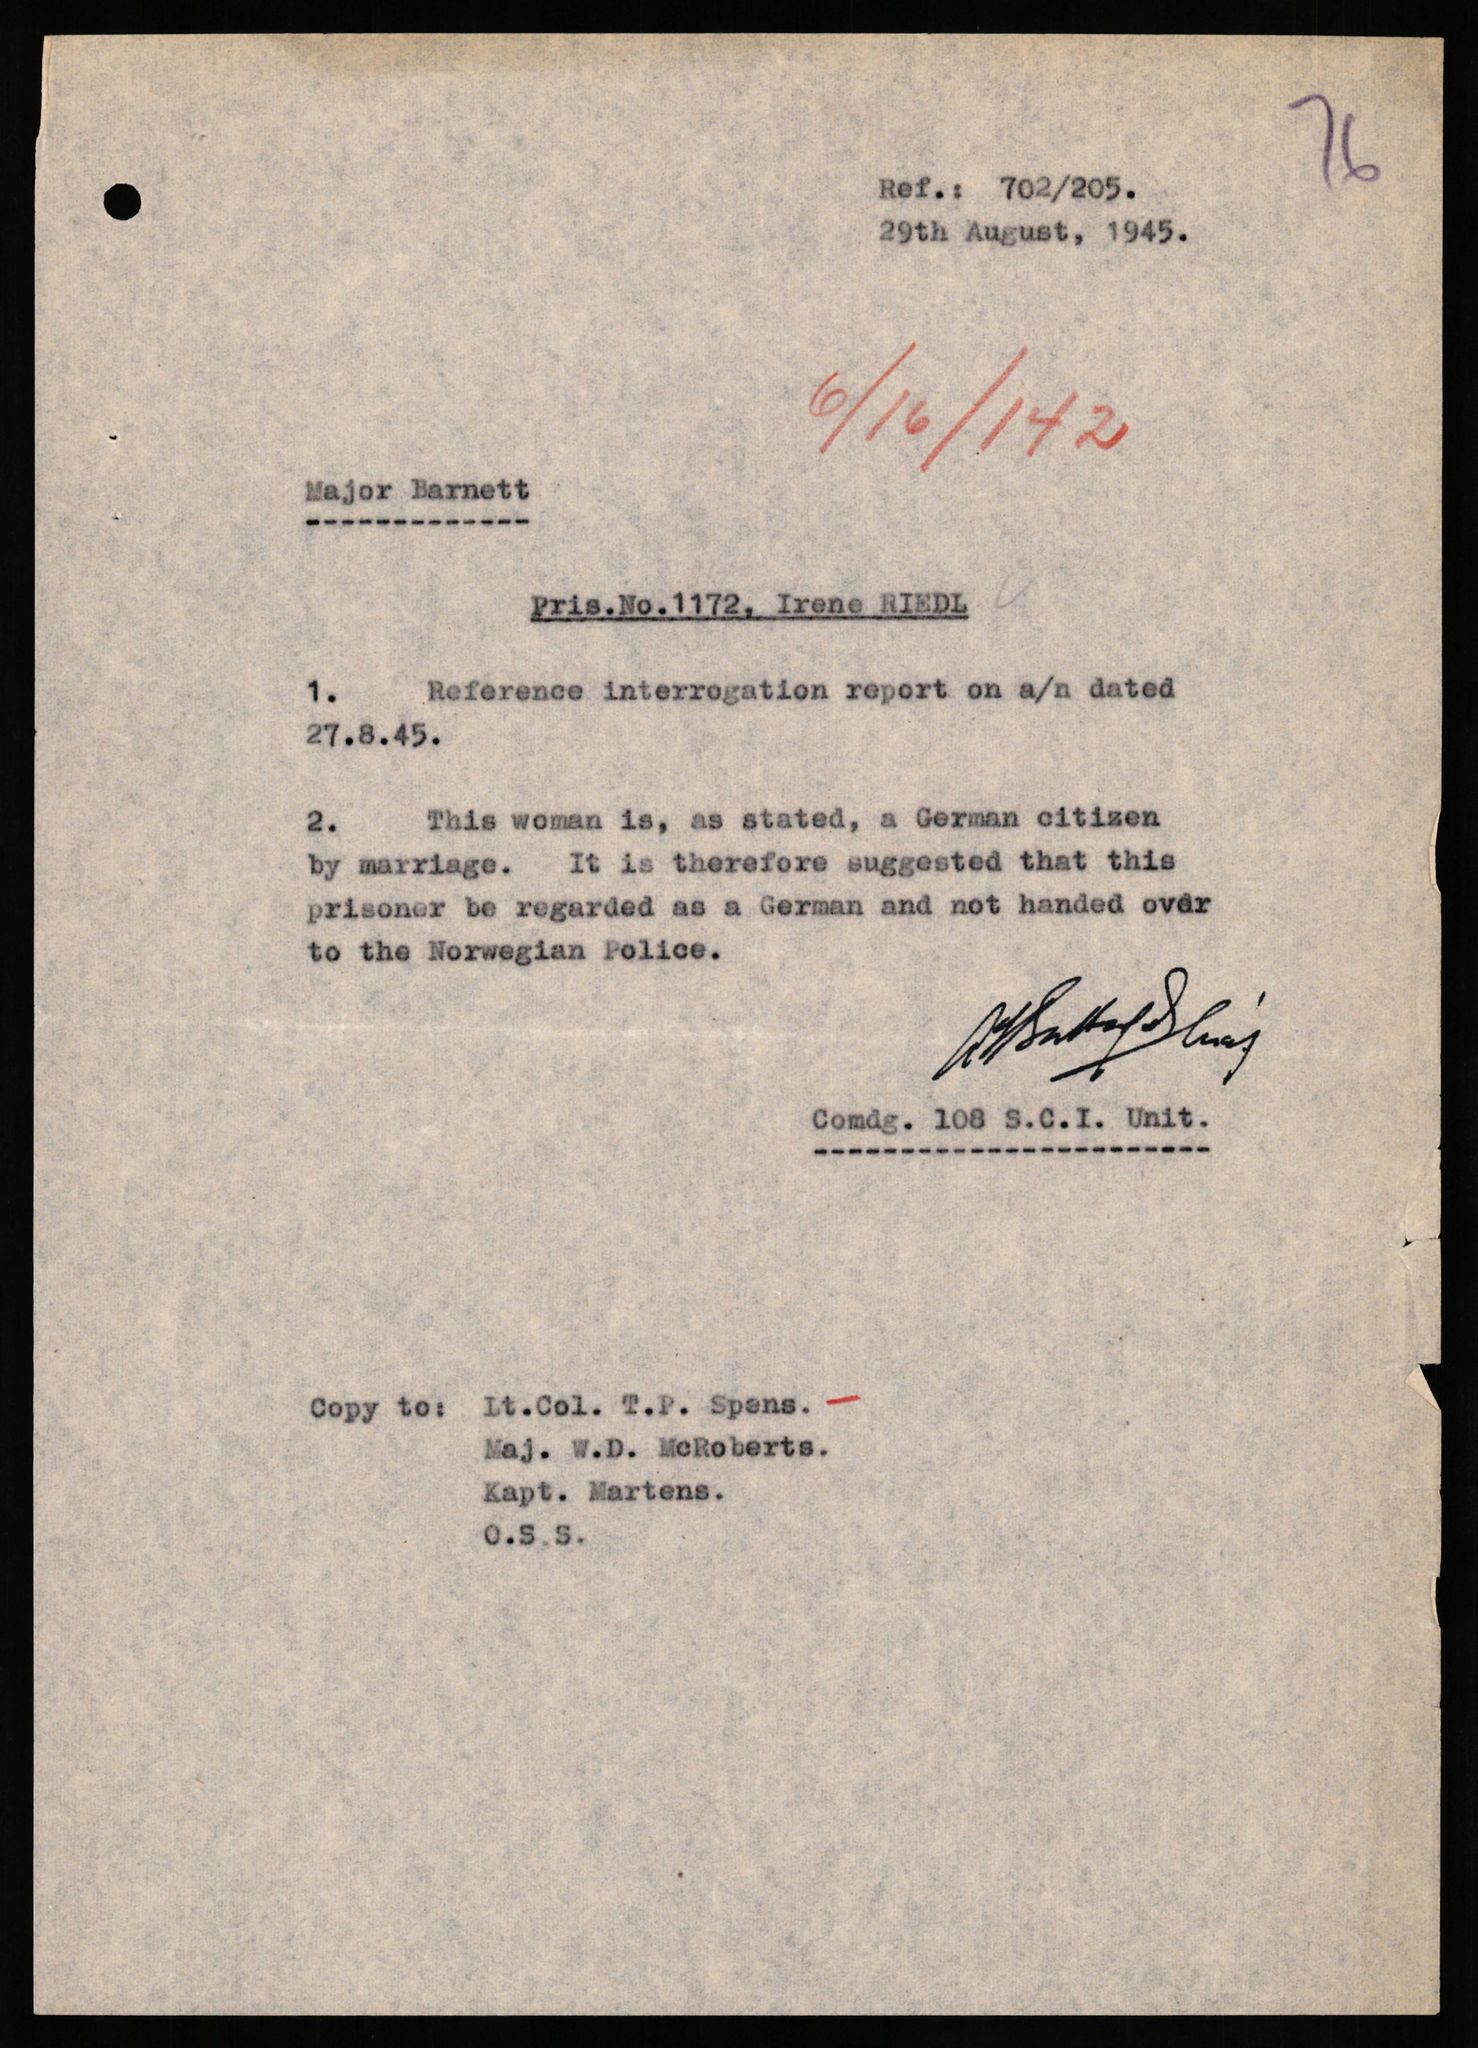 76
Ref.: 702/205.
29th August, 1945.
6/16/142
Major Barnett
-------------
Pris.No.1172, Irene RIEDL
1. Reference interrogation report on a/n dated
27.8.45.
2. This woman is, as stated, a German citizen
by marriage. It is therefore suggested that this
prisoner be regarded as a German and not handed over
to the Norwegian Police.
Comdg. 108 S.C.I. Unit.
-----------------------
Copy to: Lt.Col. T.P. Spens. -
Maj. W.D. McRoberts.
Kapt. Martens.
O.S.S.